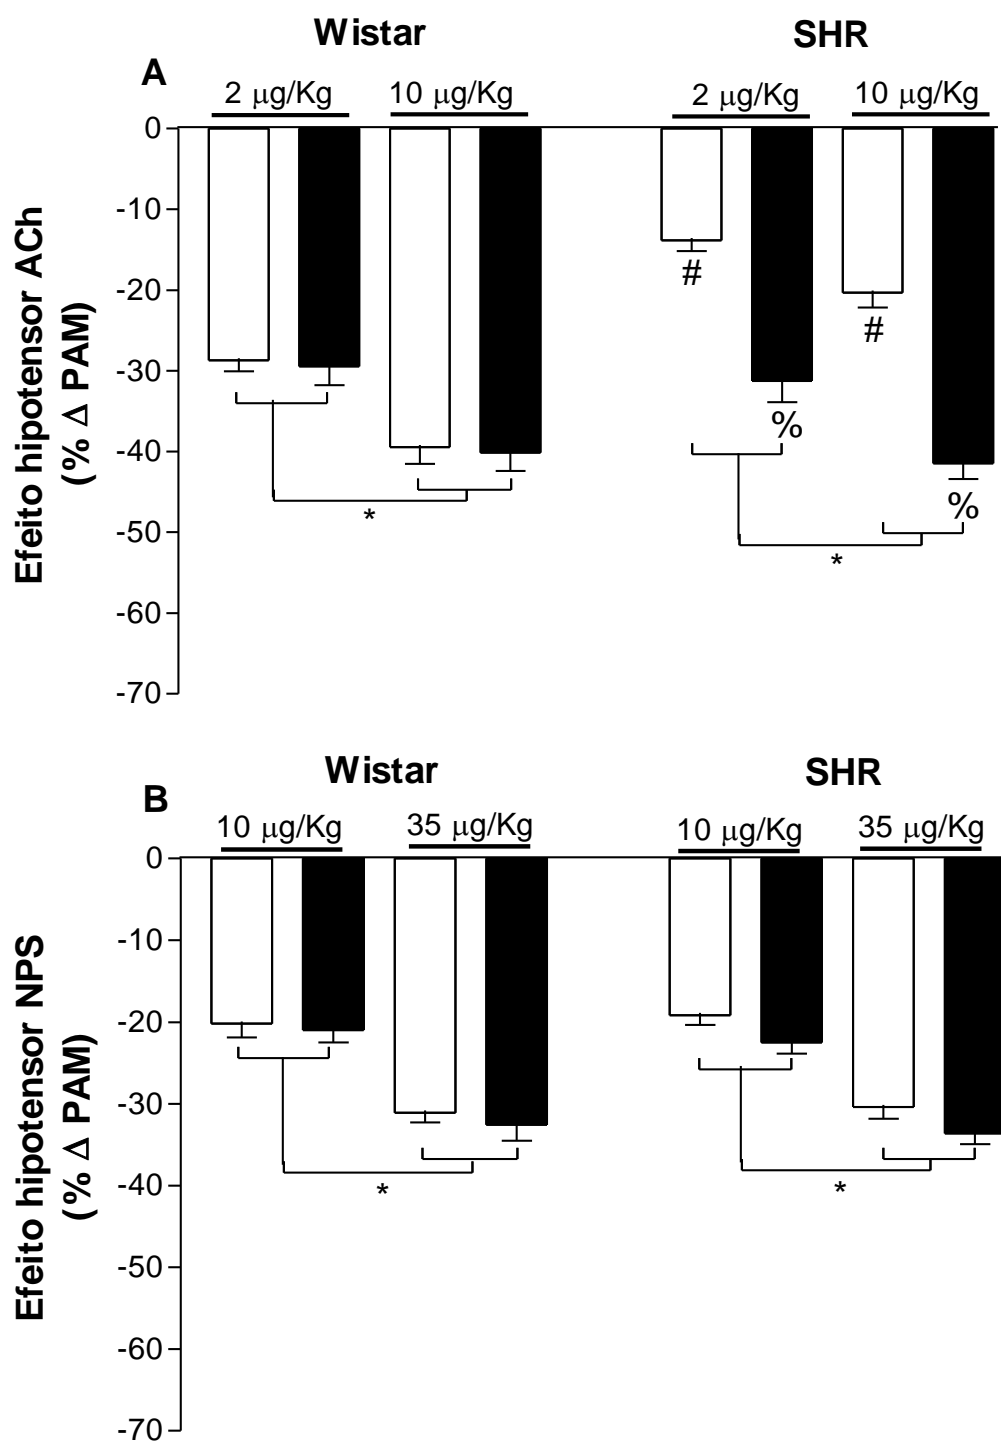 Wistar SHR
A
2 μg/Kg 10 μg/Kg 2 μg/Kg 10 μg/Kg
0
-10
-20
-30
-40
-50
-60
-70
Efeito hipotensor ACh
(% Δ PAM)
# #
% %
* *
Wistar SHR
B
10 μg/Kg 35 μg/Kg 10 μg/Kg 35 μg/Kg
0
-10
-20
-30
-40
-50
-60
-70
Efeito hipotensor NPS
(% Δ PAM)
* *